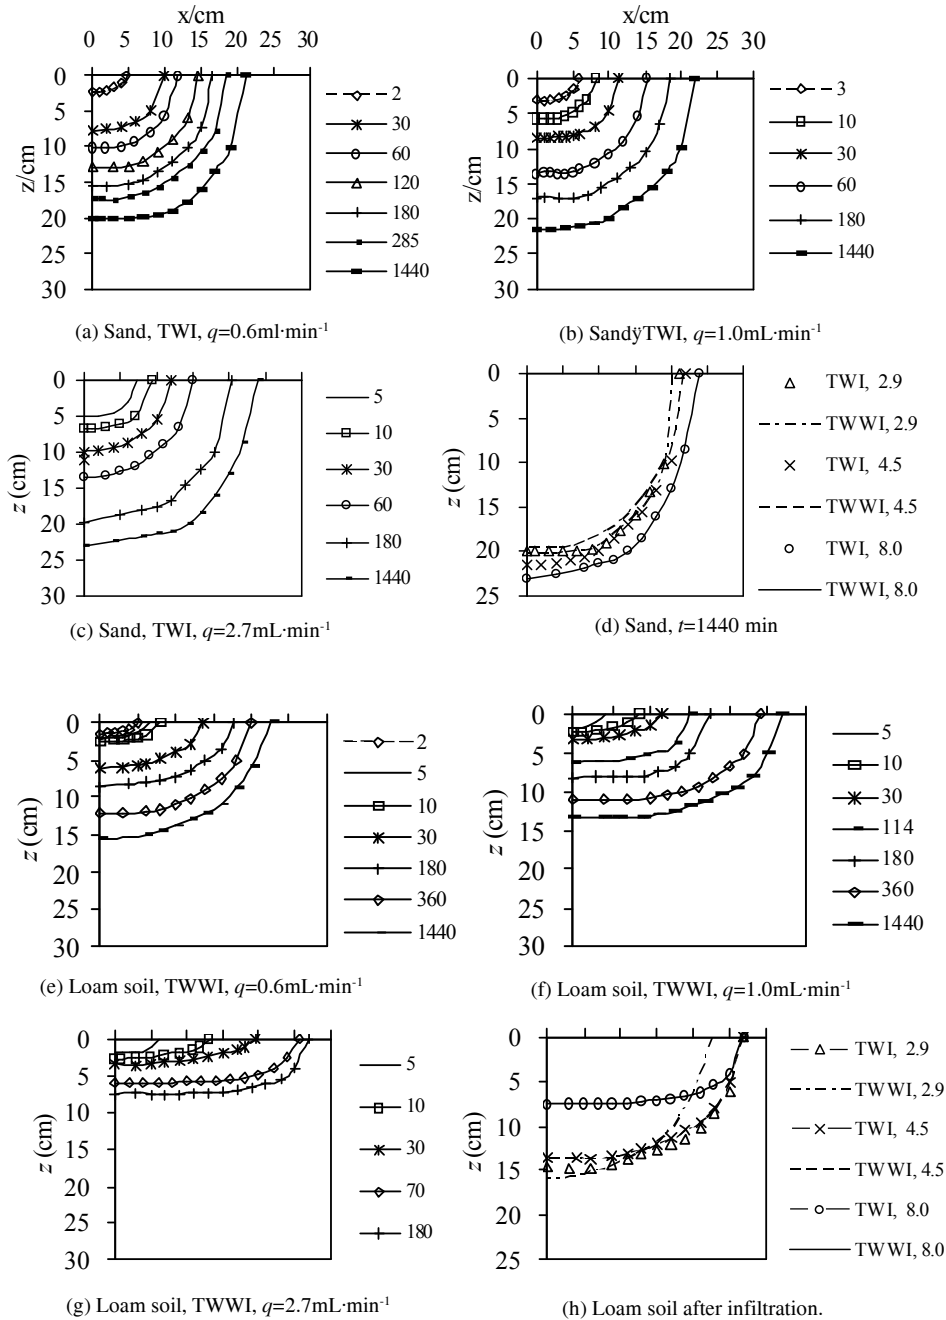 x/cm
0 5 10 15 20 25 30
0
5
10
15
20
25
30
z/cm
2
30
60
120
180
285
1440
(a) Sand, TWI, q=0.6ml·min-1
x/cm
0 5 10 15 20 25 30
0
5
10
15
20
25
30
z/cm
3
10
30
60
180
1440
(b) SandÿTWI, q=1.0mL·min-1
0
5
10
15
20
25
30
z (cm)
5
10
30
60
180
1440
(c) Sand, TWI, q=2.7mL·min-1
0
5
10
15
20
25
z (cm)
TWI, 2.9
TWWI, 2.9
TWI, 4.5
TWWI, 4.5
TWI, 8.0
TWWI, 8.0
(d) Sand, t=1440 min
0
5
10
15
20
25
30
z (cm)
2
5
10
30
180
360
1440
(e) Loam soil, TWWI, q=0.6mL·min-1
0
5
10
15
20
25
30
z (cm)
5
10
30
114
180
360
1440
(f) Loam soil, TWWI, q=1.0mL·min-1
0
5
10
15
20
25
30
z (cm)
5
10
30
70
180
(g) Loam soil, TWWI, q=2.7mL·min-1
0
5
10
15
20
25
z (cm)
TWI, 2.9
TWWI, 2.9
TWI, 4.5
TWWI, 4.5
TWI, 8.0
TWWI, 8.0
(h) Loam soil after infiltration.